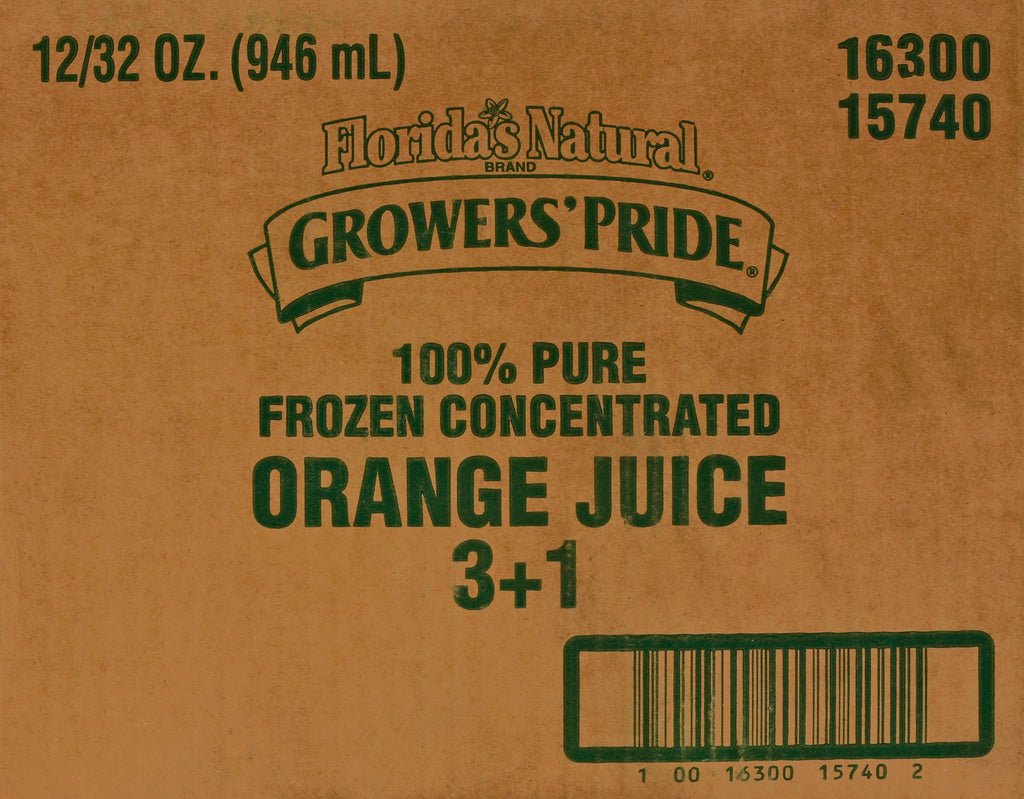 12/32 OZ. (946 mL)
16300
15740
Florida's Natural®
BRAND
GROWERS' PRIDE®
100% PURE
FROZEN CONCENTRATED
ORANGE JUICE
3+1
1 00 16300 15740 2